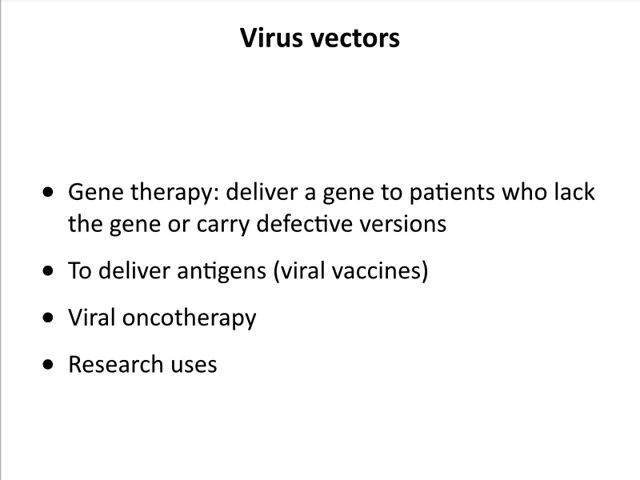 Virus vectors
• Gene therapy: deliver a gene to patients who lack
the gene or carry defective versions
• To deliver antigens (viral vaccines)
• Viral oncotherapy
• Research uses